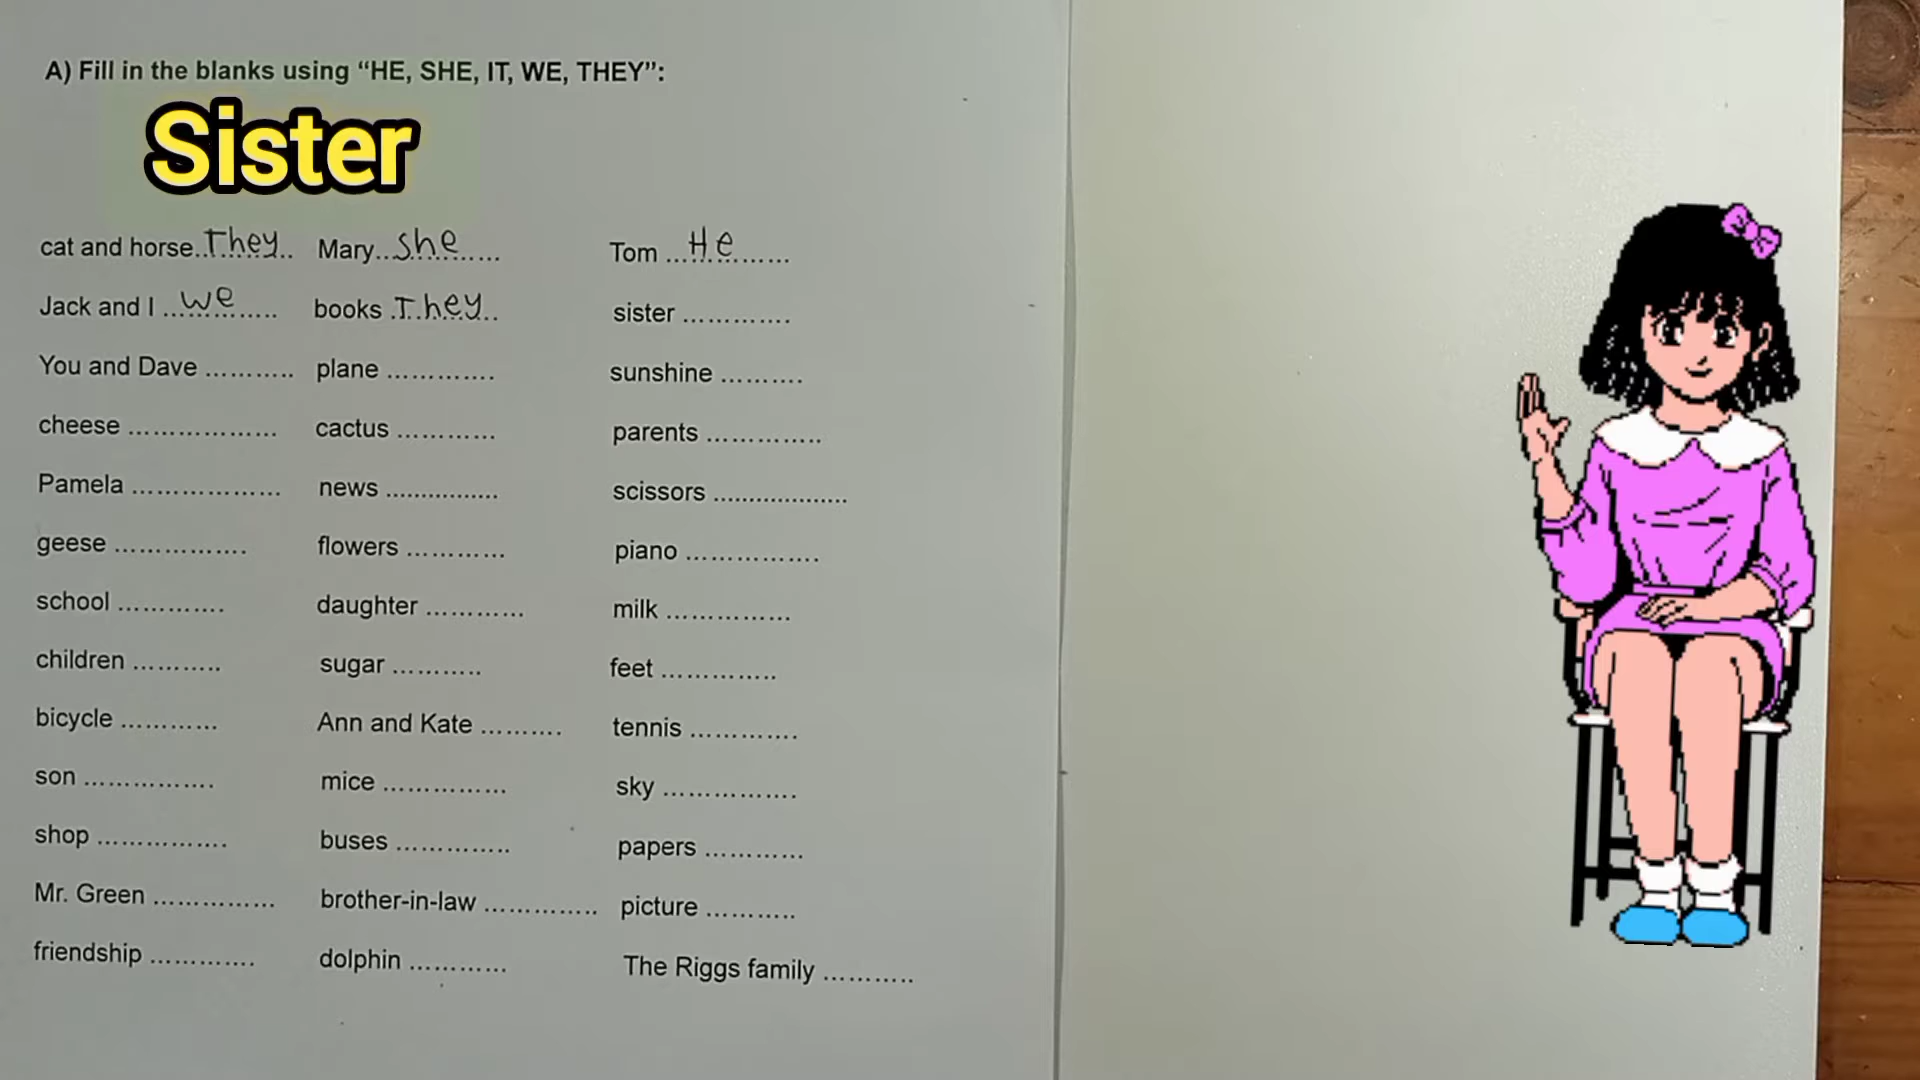 A) Fill in the blanks using “HE, SHE, IT, WE, THEY”:
Sister
cat and horse..They.. Mary...She......... Tom ...He.........
Jack and I ...we......... books .They.. sister ………….
You and Dave ……….. plane …………. sunshine ……….
cheese ……………… cactus ………… parents …………..
Pamela ……………… news ................ scissors ...................
geese ……………. flowers ………… piano …………….
school …………. daughter ………… milk ……………
children ……….. sugar ……….. feet …………..
bicycle ………… Ann and Kate ………. tennis ………….
son ……………. mice …………… sky …………….
shop ……………. buses ………….. papers …………
Mr. Green …………… brother-in-law ………….. picture ………..
friendship …………. dolphin ………… The Riggs family ………..